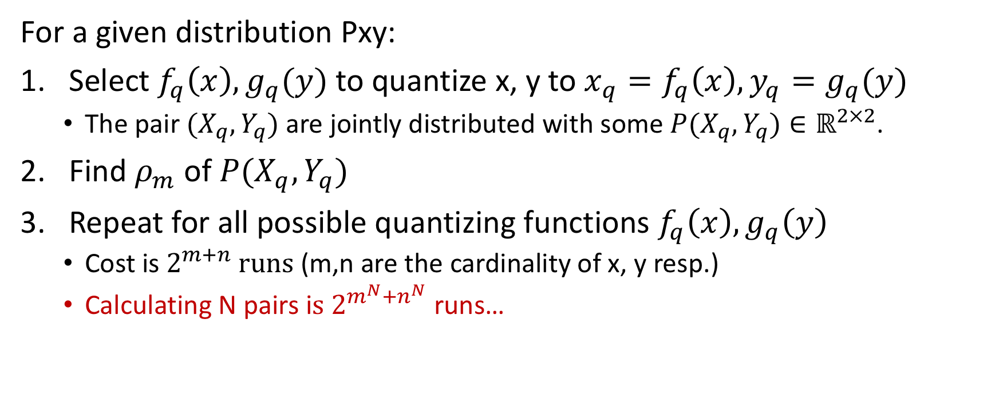 For a given distribution Pxy:
1. Select $f_q(x), g_q(y)$ to quantize x, y to $x_q = f_q(x), y_q = g_q(y)$
• The pair $(X_q, Y_q)$ are jointly distributed with some $P(X_q, Y_q) \in \mathbb{R}^{2 \times 2}$.
2. Find $\rho_m$ of $P(X_q, Y_q)$
3. Repeat for all possible quantizing functions $f_q(x), g_q(y)$
• Cost is $2^{m+n}$ runs (m,n are the cardinality of x, y resp.)
• Calculating N pairs is $2^{m^N+n^N}$ runs...